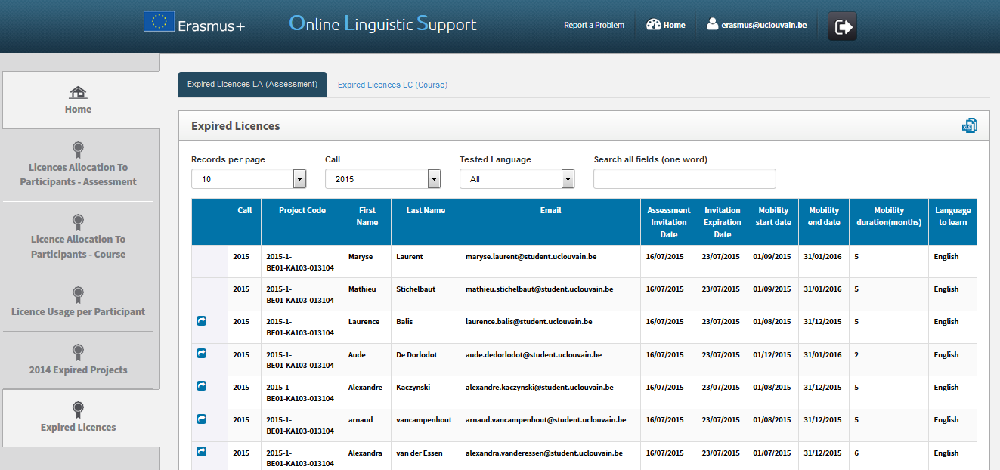 Erasmus+
Online Linguistic Support
Report a Problem
Home
erasmus@uclouvain.be
Home
Licences Allocation To
Participants - Assessment
Licence Allocation To
Participants - Course
Licence Usage per Participant
2014 Expired Projects
Expired Licences
Expired Licences LA (Assessment)
Expired Licences LC (Course)
Expired Licences
XLS
Records per page
Call
Tested Language
Search all fields (one word)
10
2015
All
Call Project Code First Name Last Name Email Assessment Invitation Date Invitation Expiration Date Mobility start date Mobility end date Mobility duration(months) Language to learn
2015 2015-1- Maryse Laurent maryse.laurent@student.uclouvain.be 16/07/2015 23/07/2015 01/09/2015 31/01/2016 5 English
BE01-KA103-013104
2015 2015-1- Mathieu Stichelbaut mathieu.stichelbaut@student.uclouvain.be 16/07/2015 23/07/2015 01/09/2015 31/01/2016 5 English
BE01-KA103-013104
2015 2015-1- Laurence Balis laurence.balis@student.uclouvain.be 16/07/2015 23/07/2015 01/08/2015 31/12/2015 5 English
BE01-KA103-013104
2015 2015-1- Aude De Dorlodot aude.dedorlodot@student.uclouvain.be 16/07/2015 23/07/2015 01/12/2015 31/01/2016 2 English
BE01-KA103-013104
2015 2015-1- Alexandre Kaczynski alexandre.kaczynski@student.uclouvain.be 16/07/2015 23/07/2015 01/08/2015 31/12/2015 5 English
BE01-KA103-013104
2015 2015-1- arnaud vancampenhout arnaud.vancampenhout@student.uclouvain.be 16/07/2015 23/07/2015 01/08/2015 31/12/2015 5 English
BE01-KA103-013104
2015 2015-1- Alexandra van der Essen alexandra.vanderessen@student.uclouvain.be 16/07/2015 23/07/2015 01/07/2015 31/12/2015 6 English
BE01-KA103-013104